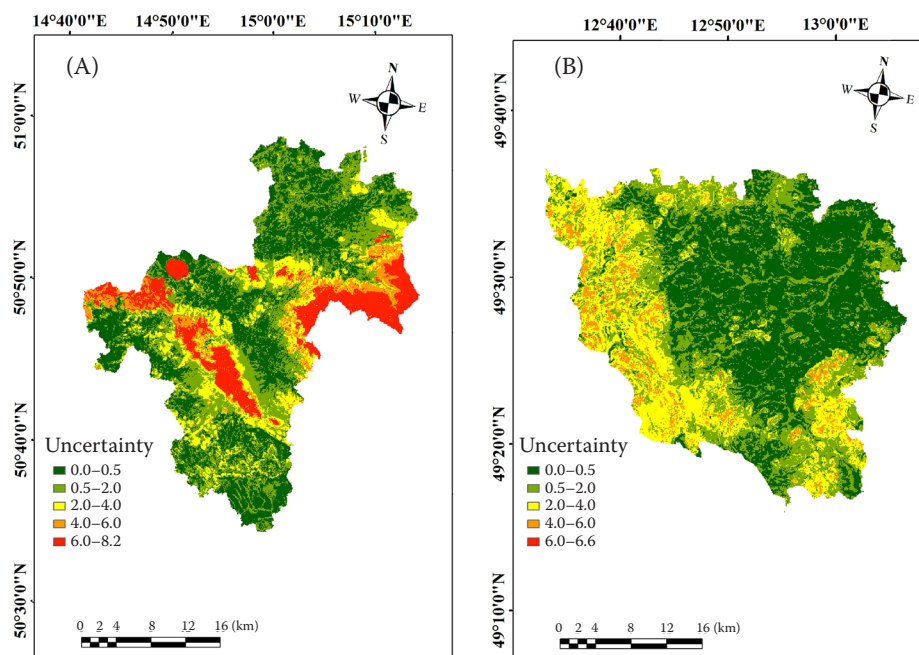 14°40'0"E 14°50'0"E 15°0'0"E 15°10'0"E
12°40'0"E 12°50'0"E 13°0'0"E
(A)
N
W E
S
51°0'0"N
50°50'0"N
50°40'0"N
50°30'0"N
Uncertainty
0.0–0.5
0.5–2.0
2.0–4.0
4.0–6.0
6.0–8.2
0 2 4 8 12 16 (km)
(B)
N
W E
S
49°40'0"N
49°30'0"N
49°20'0"N
49°10'0"N
Uncertainty
0.0–0.5
0.5–2.0
2.0–4.0
4.0–6.0
6.0–6.6
0 2 4 8 12 16 (km)